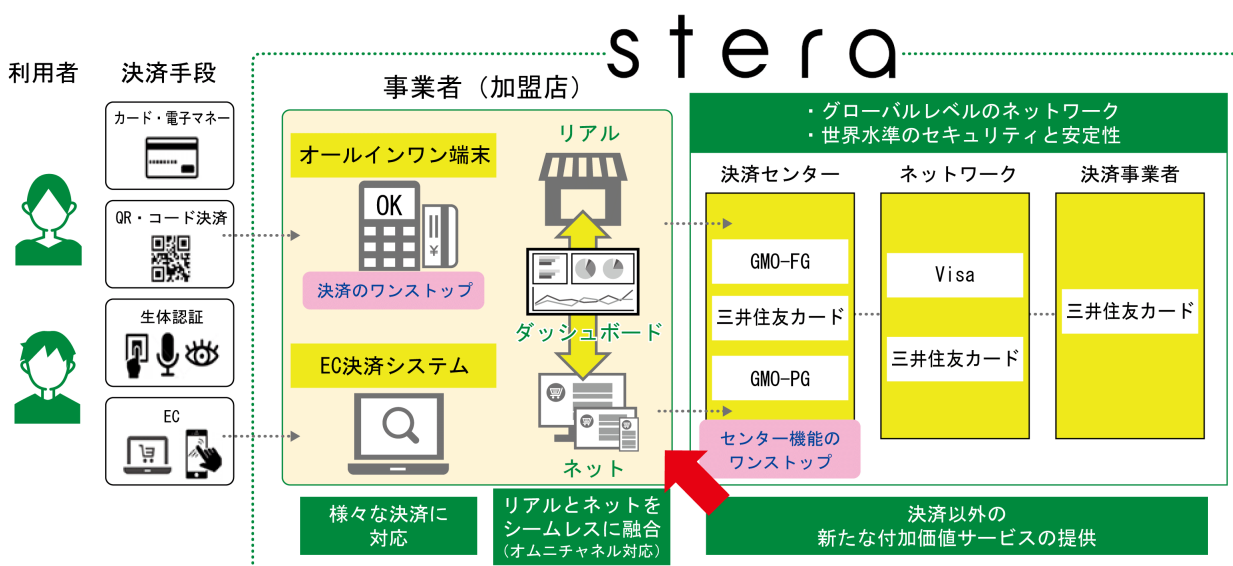 stera
利用者
決済手段
カード・電子マネー
QR・コード決済
生体認証
EC
事業者（加盟店）
オールインワン端末
OK
¥
決済のワンストップ
EC決済システム
リアル
ダッシュボード
ネット
・グローバルレベルのネットワーク
・世界水準のセキュリティと安定性
決済センター
GMO-FG
三井住友カード
GMO-PG
センター機能の
ワンストップ
ネットワーク
Visa
三井住友カード
決済事業者
三井住友カード
様々な決済に
対応
リアルとネットを
シームレスに融合
（オムニチャネル対応）
決済以外の
新たな付加価値サービスの提供